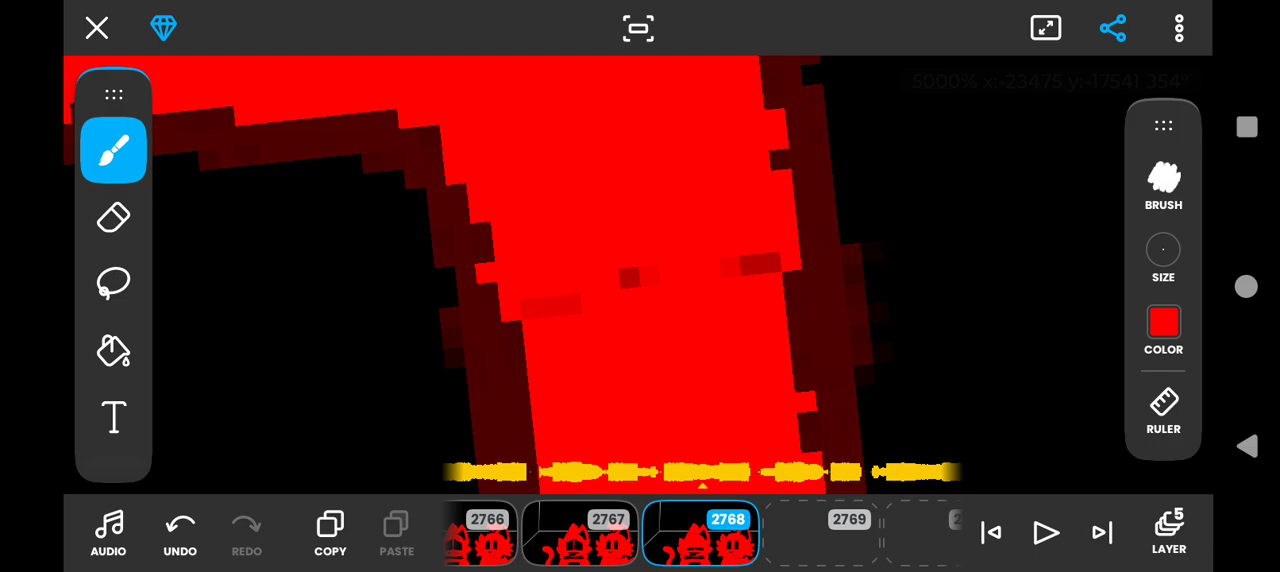 5000% x:-23475 y:-17541 354°
BRUSH
SIZE
COLOR
RULER
AUDIO
UNDO
REDO
COPY
PASTE
2766
2767
2768
2769
2
5
LAYER